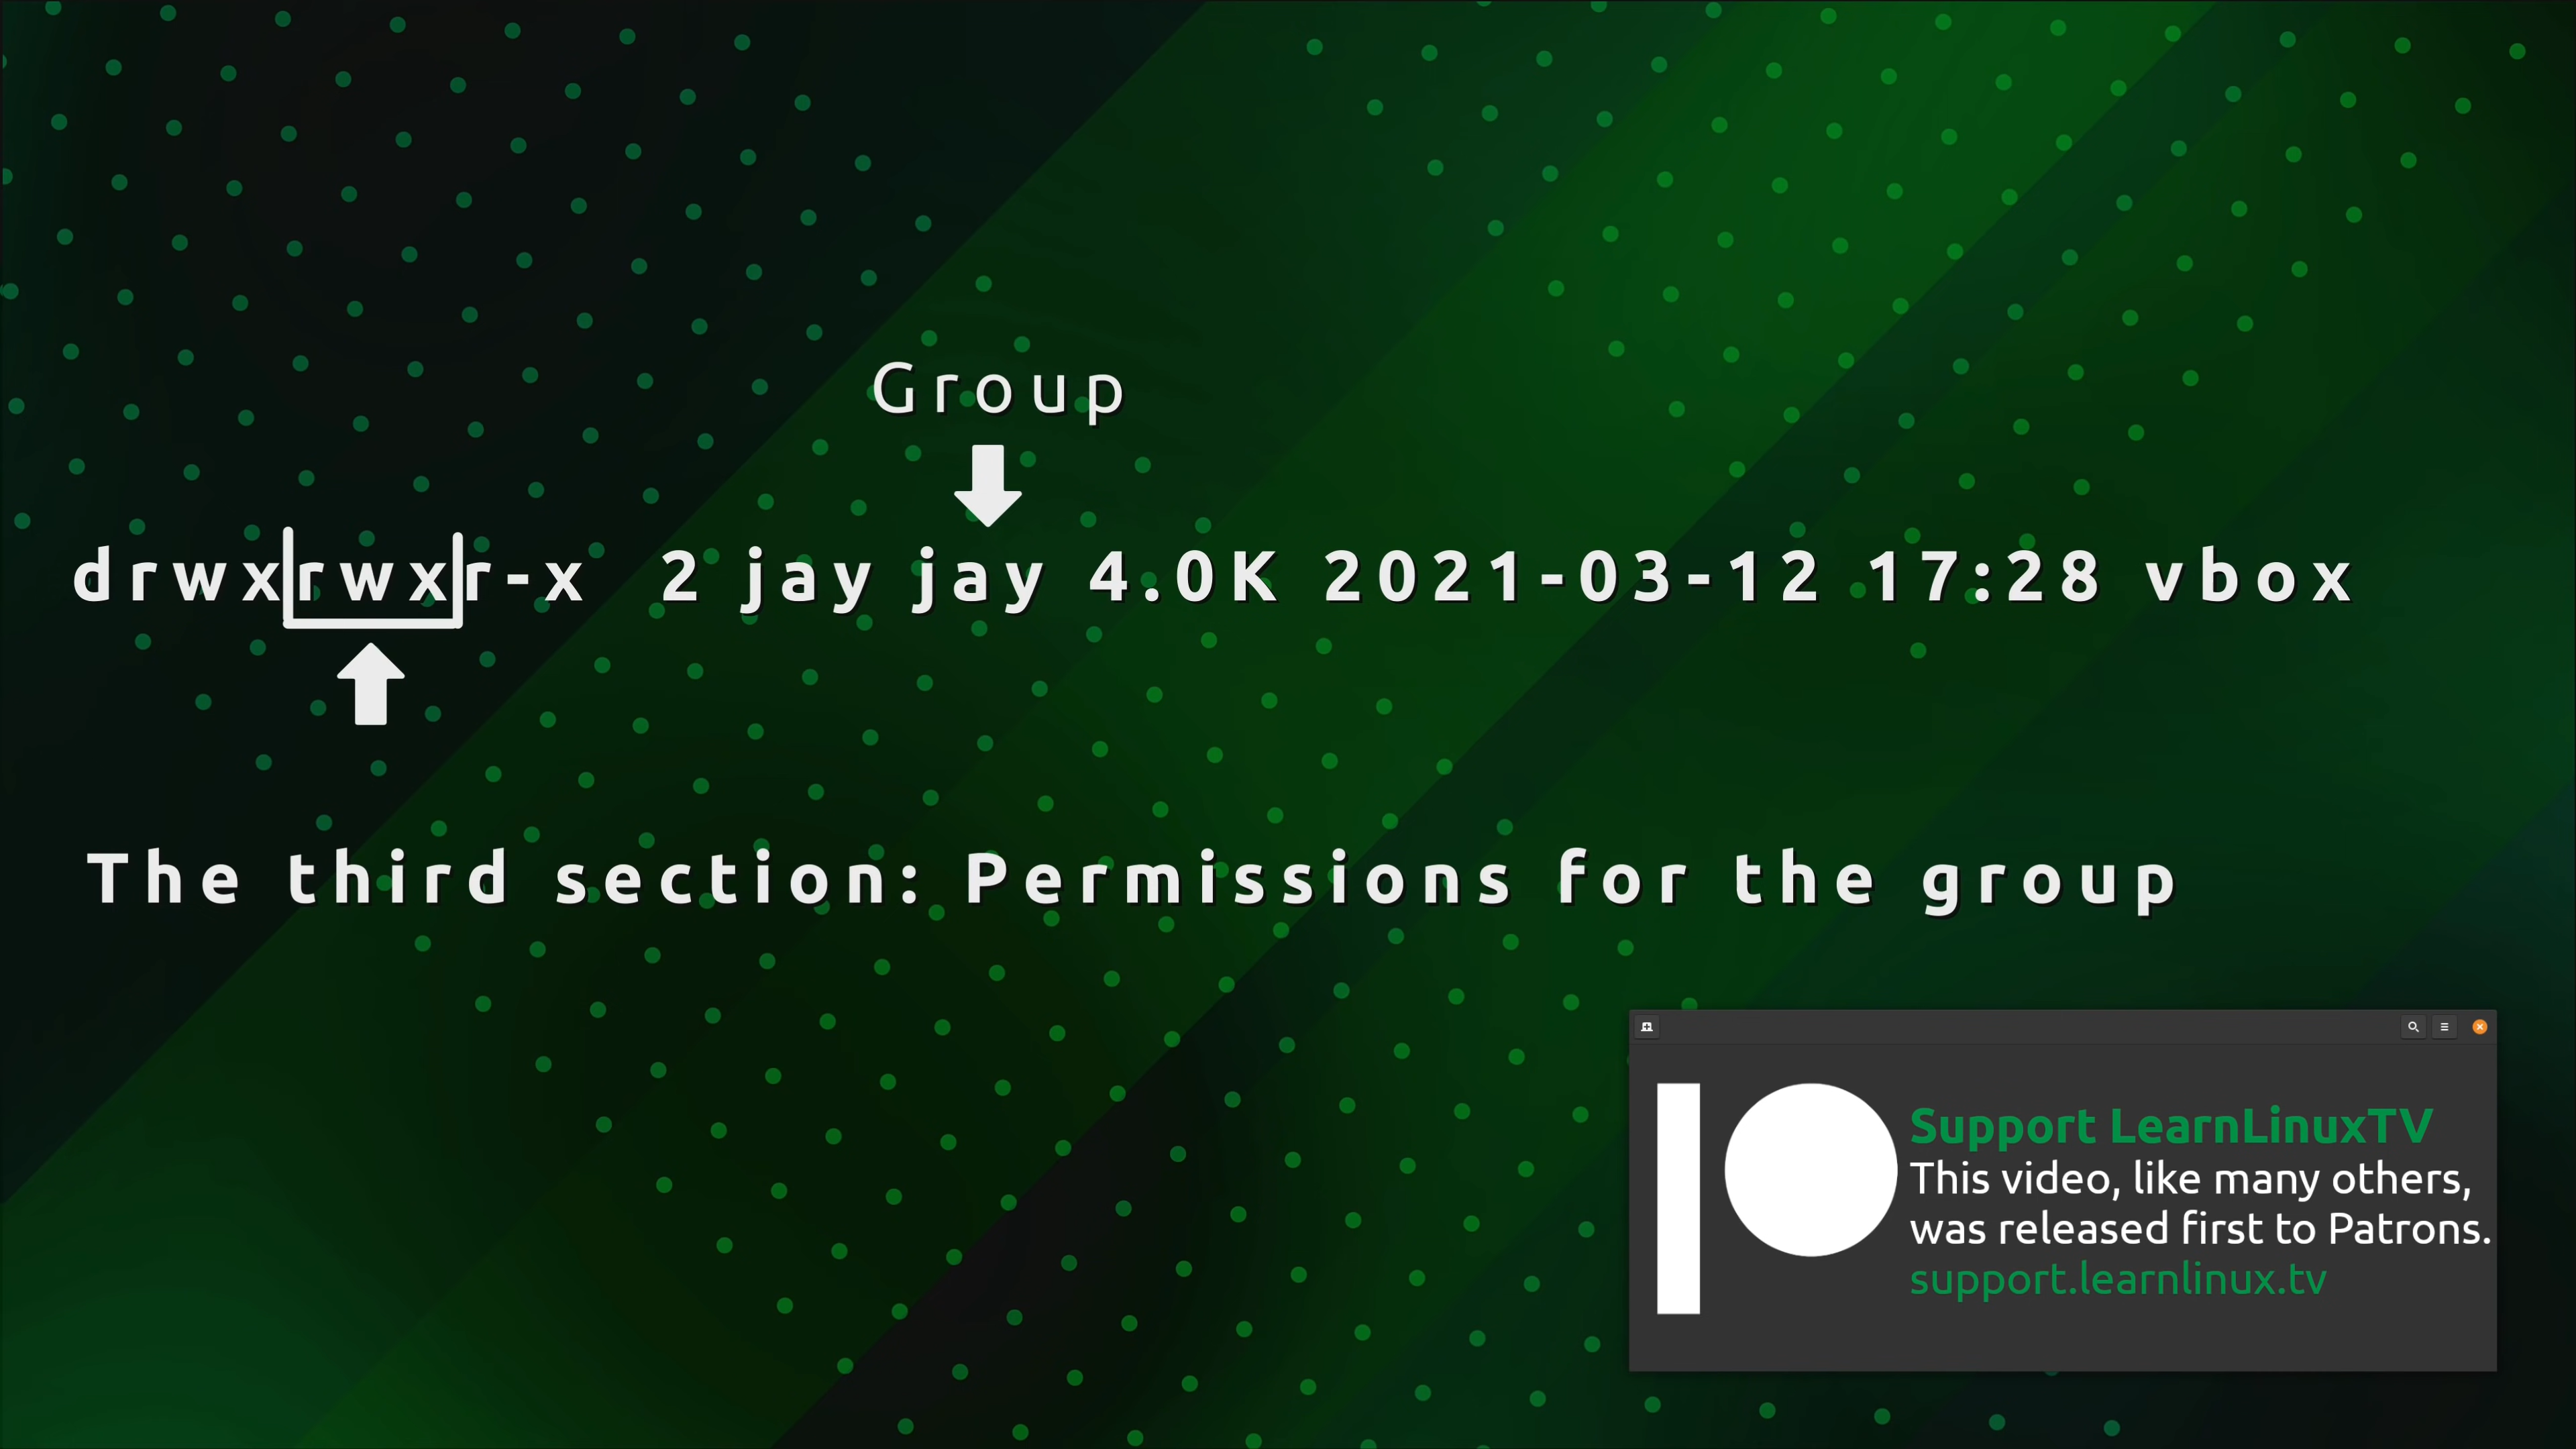 Group
drwxrwxr-x 2 jay jay 4.0K 2021-03-12 17:28 vbox
The third section: Permissions for the group
Support LearnLinuxTV
This video, like many others,
was released first to Patrons.
support.learnlinux.tv